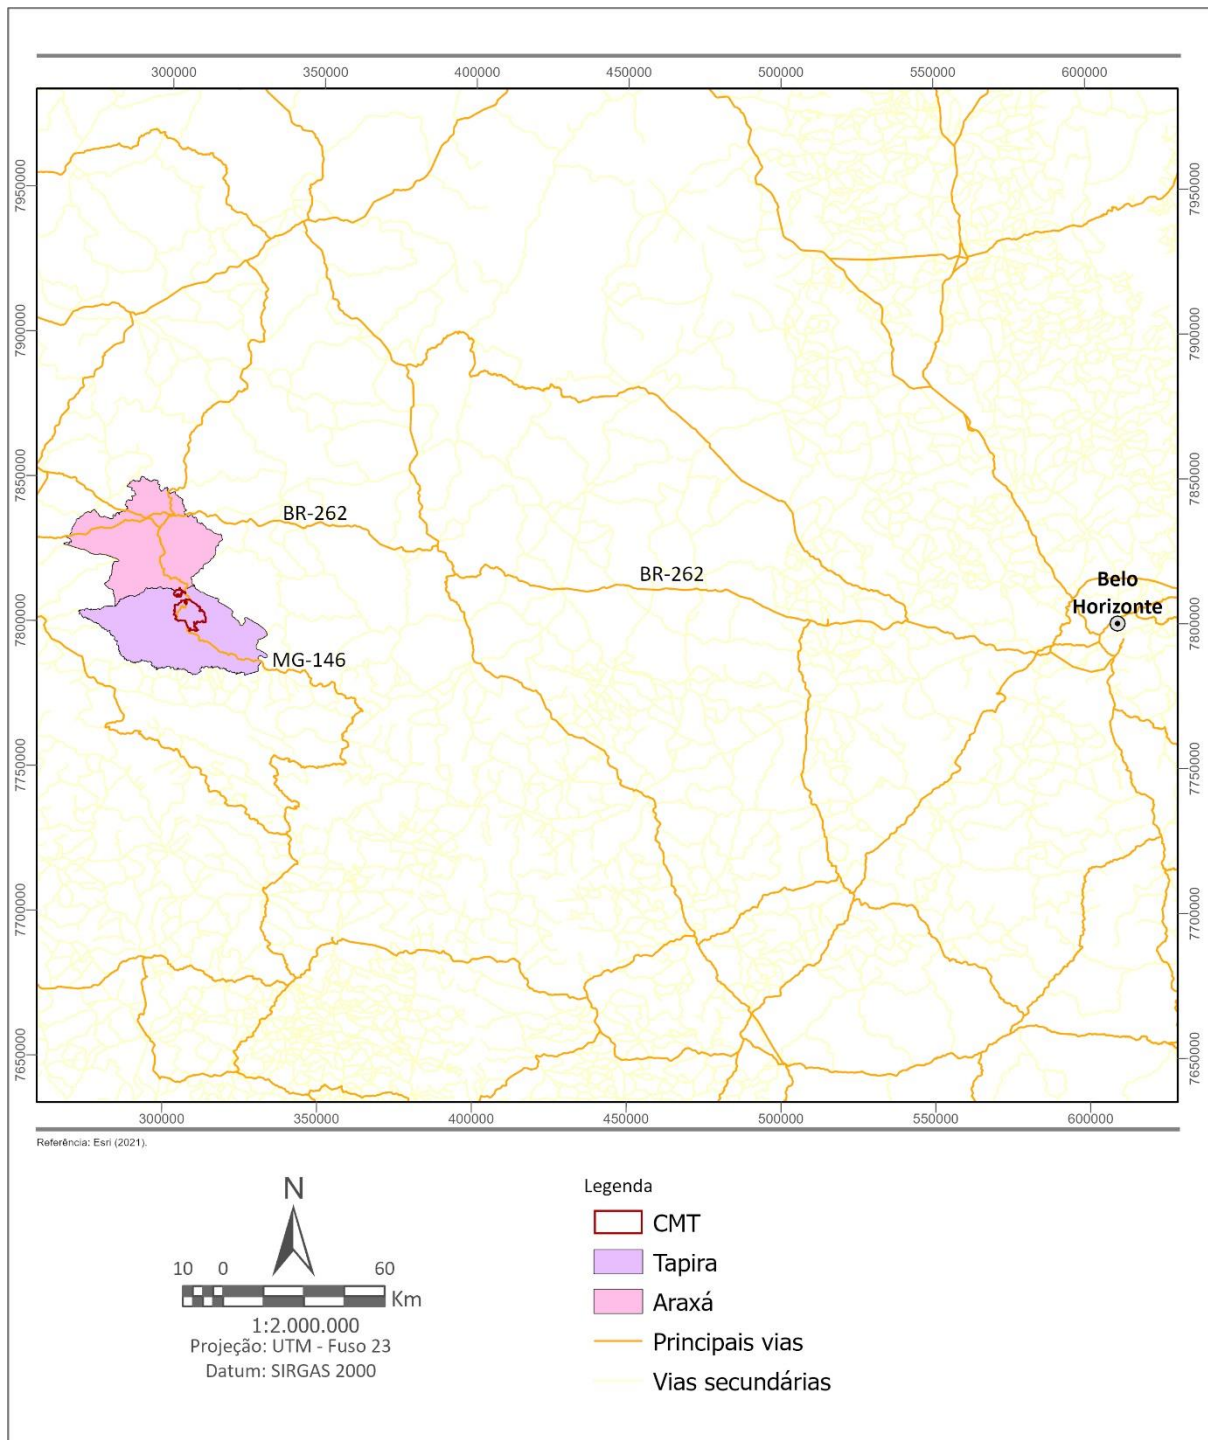 300000 350000 400000 450000 500000 550000 600000
7950000 7950000
7900000 7900000
7850000 7850000
BR-262
BR-262
Belo
Horizonte
7800000 7800000
MG-146
7750000 7750000
7700000 7700000
7650000 7650000
300000 350000 400000 450000 500000 550000 600000
Referência: Esri (2021).
N
10 0 60
Km
1:2.000.000
Projeção: UTM - Fuso 23
Datum: SIRGAS 2000
Legenda
CMT
Tapira
Araxá
Principais vias
Vias secundárias